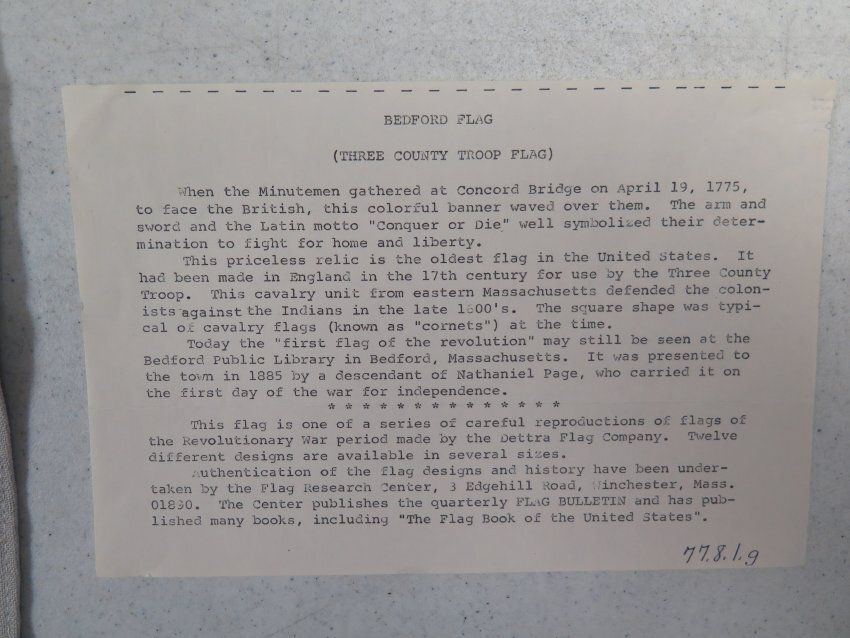 BEDFORD FLAG
(THREE COUNTY TROOP FLAG)
When the Minutemen gathered at Concord Bridge on April 19, 1775,
to face the British, this colorful banner waved over them. The arm and
sword and the Latin motto "Conquer or Die" well symbolized their deter-
mination to fight for home and liberty.
This priceless relic is the oldest flag in the United States. It
had been made in England in the 17th century for use by the Three County
Troop. This cavalry unit from eastern Massachusetts defended the colon-
ists against the Indians in the late 1600's. The square shape was typi-
cal of cavalry flags (known as "cornets") at the time.
Today the "first flag of the revolution" may still be seen at the
Bedford Public Library in Bedford, Massachusetts. It was presented to
the town in 1885 by a descendant of Nathaniel Page, who carried it on
the first day of the war for independence.
* * * * * * * * * * * * * *
This flag is one of a series of careful reproductions of flags of
the Revolutionary War period made by the Dettra Flag Company. Twelve
different designs are available in several sizes.
Authentication of the flag designs and history have been under-
taken by the Flag Research Center, 3 Edgehill Road, Winchester, Mass.
01890. The Center publishes the quarterly FLAG BULLETIN and has pub-
lished many books, including "The Flag Book of the United States".
77.8.1.9